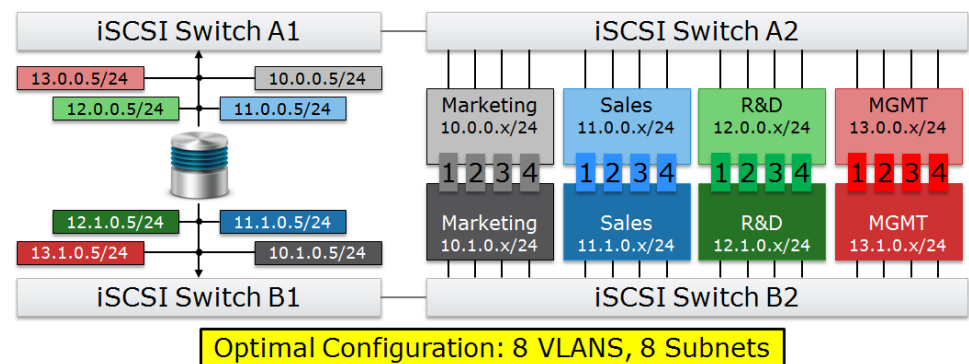 iSCSI Switch A1
iSCSI Switch A2
13.0.0.5/24
10.0.0.5/24
12.0.0.5/24
11.0.0.5/24
Marketing
10.0.0.x/24
Sales
11.0.0.x/24
R&D
12.0.0.x/24
MGMT
13.0.0.x/24
1 2 3 4
1 2 3 4
1 2 3 4
1 2 3 4
12.1.0.5/24
11.1.0.5/24
13.1.0.5/24
10.1.0.5/24
Marketing
10.1.0.x/24
Sales
11.1.0.x/24
R&D
12.1.0.x/24
MGMT
13.1.0.x/24
iSCSI Switch B1
iSCSI Switch B2
Optimal Configuration: 8 VLANS, 8 Subnets